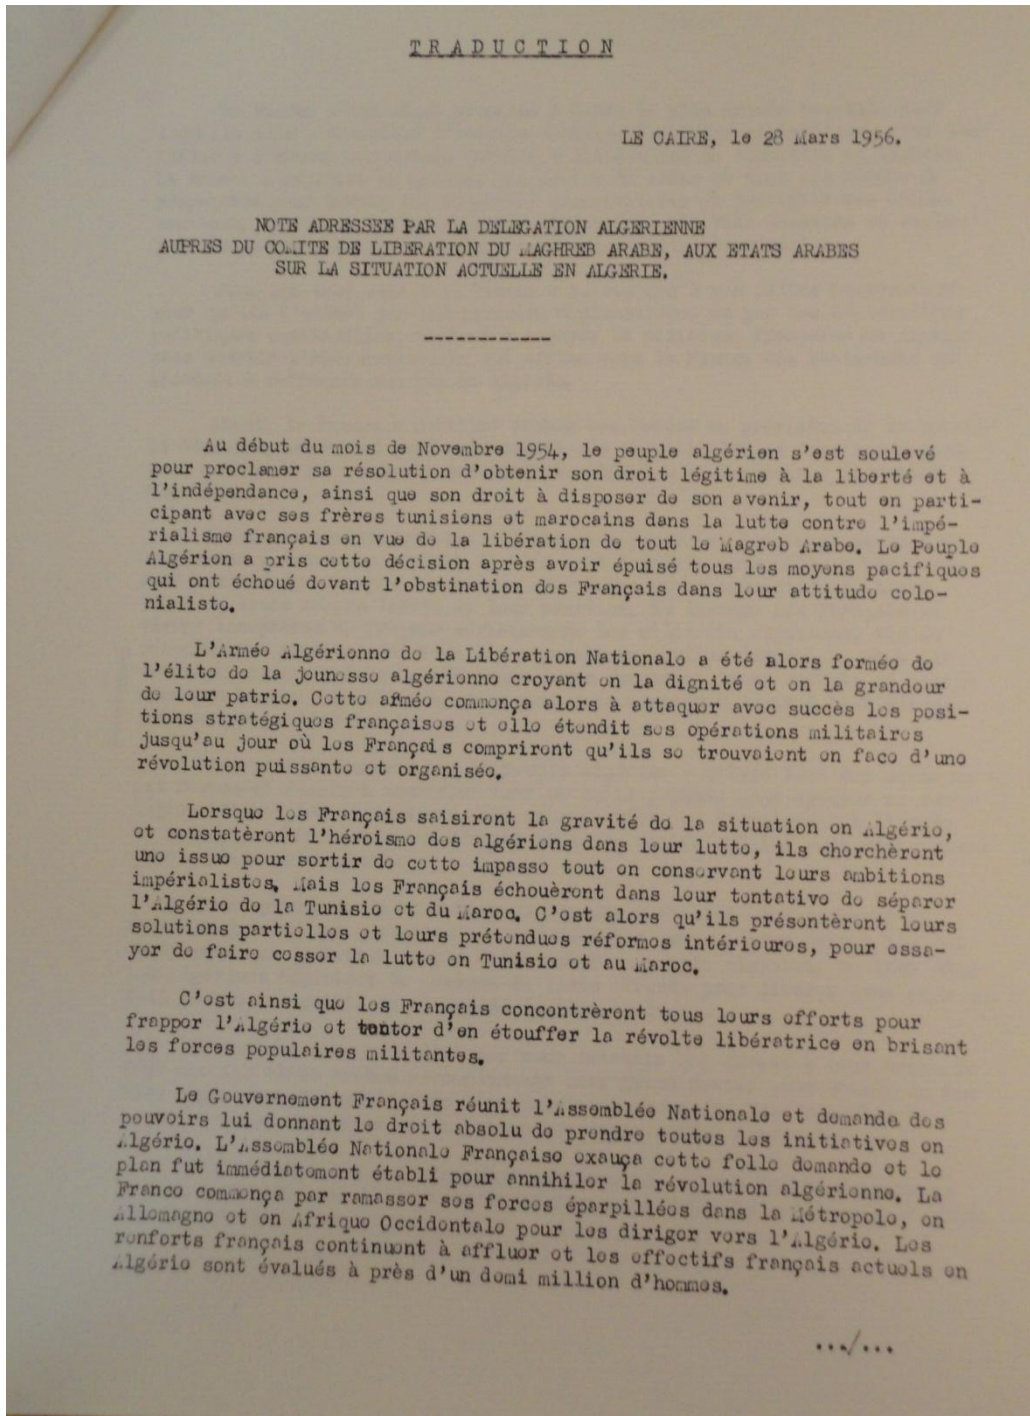 TRADUCTION
LE CAIRE, le 28 Mars 1956.
NOTE ADRESSEE PAR LA DELEGATION ALGERIENNE
AUPRES DU COMITE DE LIBERATION DU MAGHREB ARABE, AUX ETATS ARABES
SUR LA SITUATION ACTUELLE EN ALGERIE.
------------
Au début du mois de Novembre 1954, le peuple algérien s'est soulevé
pour proclamer sa résolution d'obtenir son droit légitime à la liberté et à
l'indépendance, ainsi que son droit à disposer de son avenir, tout en parti-
cipant avec ses frères tunisiens et marocains dans la lutte contre l'impé-
rialisme français en vue de la libération de tout le Magreb Arabe. Le Peuple
Algérien a pris cette décision après avoir épuisé tous les moyens pacifiques
qui ont échoué devant l'obstination des Français dans leur attitude colo-
nialiste.
L'Armée Algérienne de la Libération Nationale a été alors formée de
l'élite de la jeunesse algérienne croyant en la dignité et en la grandeur
de leur patrie. Cette armée commença alors à attaquer avec succès les posi-
tions stratégiques françaises et elle étendit ses opérations militaires
jusqu'au jour où les Français comprirent qu'ils se trouvaient en face d'une
révolution puissante et organisée.
Lorsque les Français saisirent la gravité de la situation en Algérie,
et constatèrent l'héroisme des algériens dans leur lutte, ils cherchèrent
une issue pour sortir de cette impasse tout en conservant leurs ambitions
impérialistes. Mais les Français échouèrent dans leur tentative de séparer
l'Algérie de la Tunisie et du Maroc. C'est alors qu'ils présentèrent leurs
solutions partielles et leurs prétendues réformes intérieures, pour essa-
yer de faire cesser la lutte en Tunisie et au Maroc.
C'est ainsi que les Français concentrèrent tous leurs efforts pour
frapper l'Algérie et tenter d'en étouffer la révolte libératrice en brisant
les forces populaires militantes.
Le Gouvernement Français réunit l'Assemblée Nationale et demanda des
pouvoirs lui donnant le droit absolu de prendre toutes les initiatives en
Algérie. L'Assemblée Nationale Française exauça cette folle demande et le
plan fut immédiatement établi pour annihiler la révolution algérienne. La
France commença par ramasser ses forces éparpillées dans la Métropole, en
Allemagne et en Afrique Occidentale pour les diriger vers l'Algérie. Les
renforts français continuent à affluer et les effectifs français actuels en
Algérie sont évalués à près d'un demi million d'hommes.
.../...